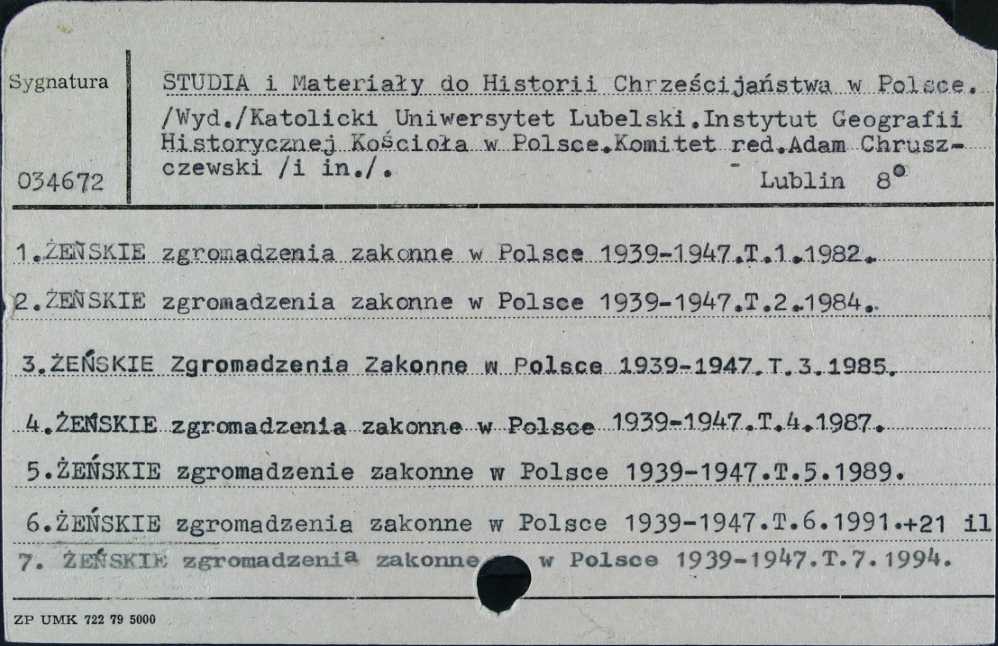 Sygnatura
STUDIA i Materiały do Historii Chrześcijaństwa w Polsce.
/Wyd./Katolicki Uniwersytet Lubelski.Instytut Geografii
Historycznej Kościoła w Polsce.Komitet red.Adam Chrusz-
czewski /i in./.
034672
Lublin 8°
1.ŻEŃSKIE zgromadzenia zakonne w Polsce 1939-1947.T.1.1982.
2.ŻEŃSKIE zgromadzenia zakonne w Polsce 1939-1947.T.2.1984.
3.ŻEŃSKIE Zgromadzenia Zakonne w Polsce 1939-1947.T.3.1985.
4.ŻEŃSKIE zgromadzenia zakonne w Polsce 1939-1947.T.4.1987.
5.ŻEŃSKIE zgromadzenie zakonne w Polsce 1939-1947.T.5.1989.
6.ŻEŃSKIE zgromadzenia zakonne w Polsce 1939-1947.T.6.1991.+21 il
7. ŻEŃSKIE zgromadzenia zakonne w Polsce 1939-1947.T.7.1994.
ZP UMK 722 79 5000